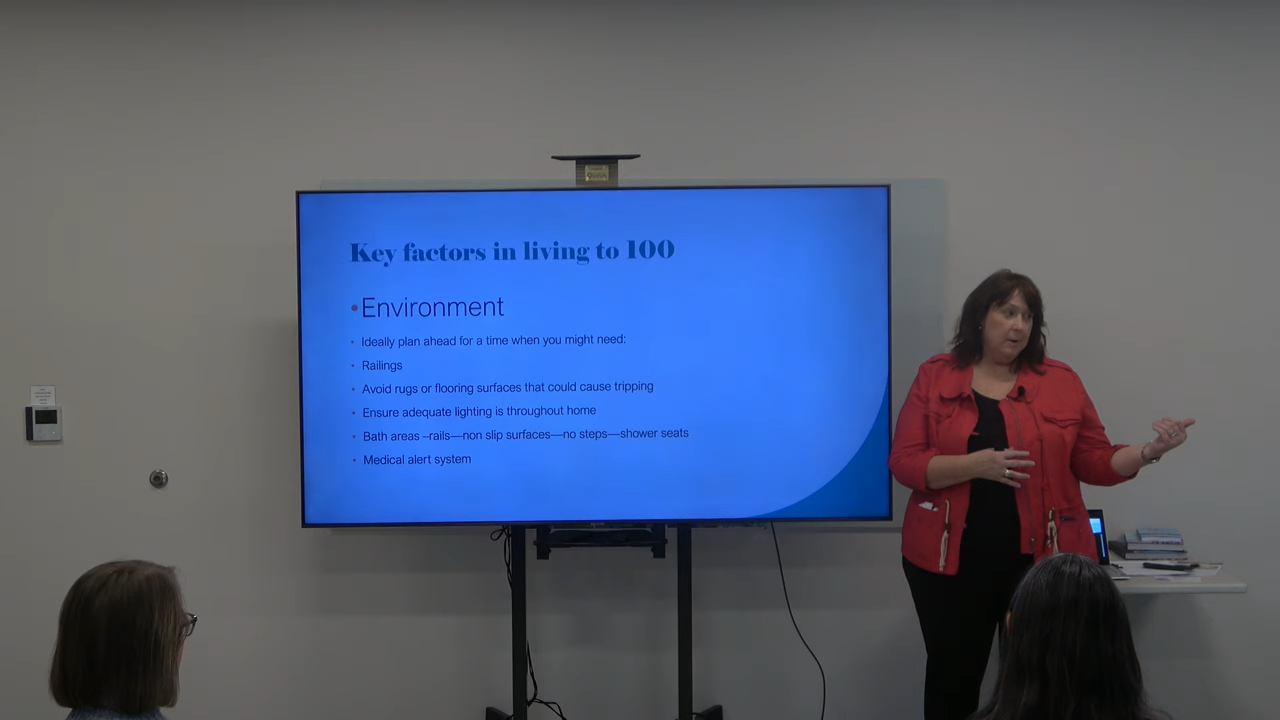 Key factors in living to 100
•Environment
• Ideally plan ahead for a time when you might need:
• Railings
• Avoid rugs or flooring surfaces that could cause tripping
• Ensure adequate lighting is throughout home
• Bath areas –rails—non slip surfaces—no steps—shower seats
• Medical alert system